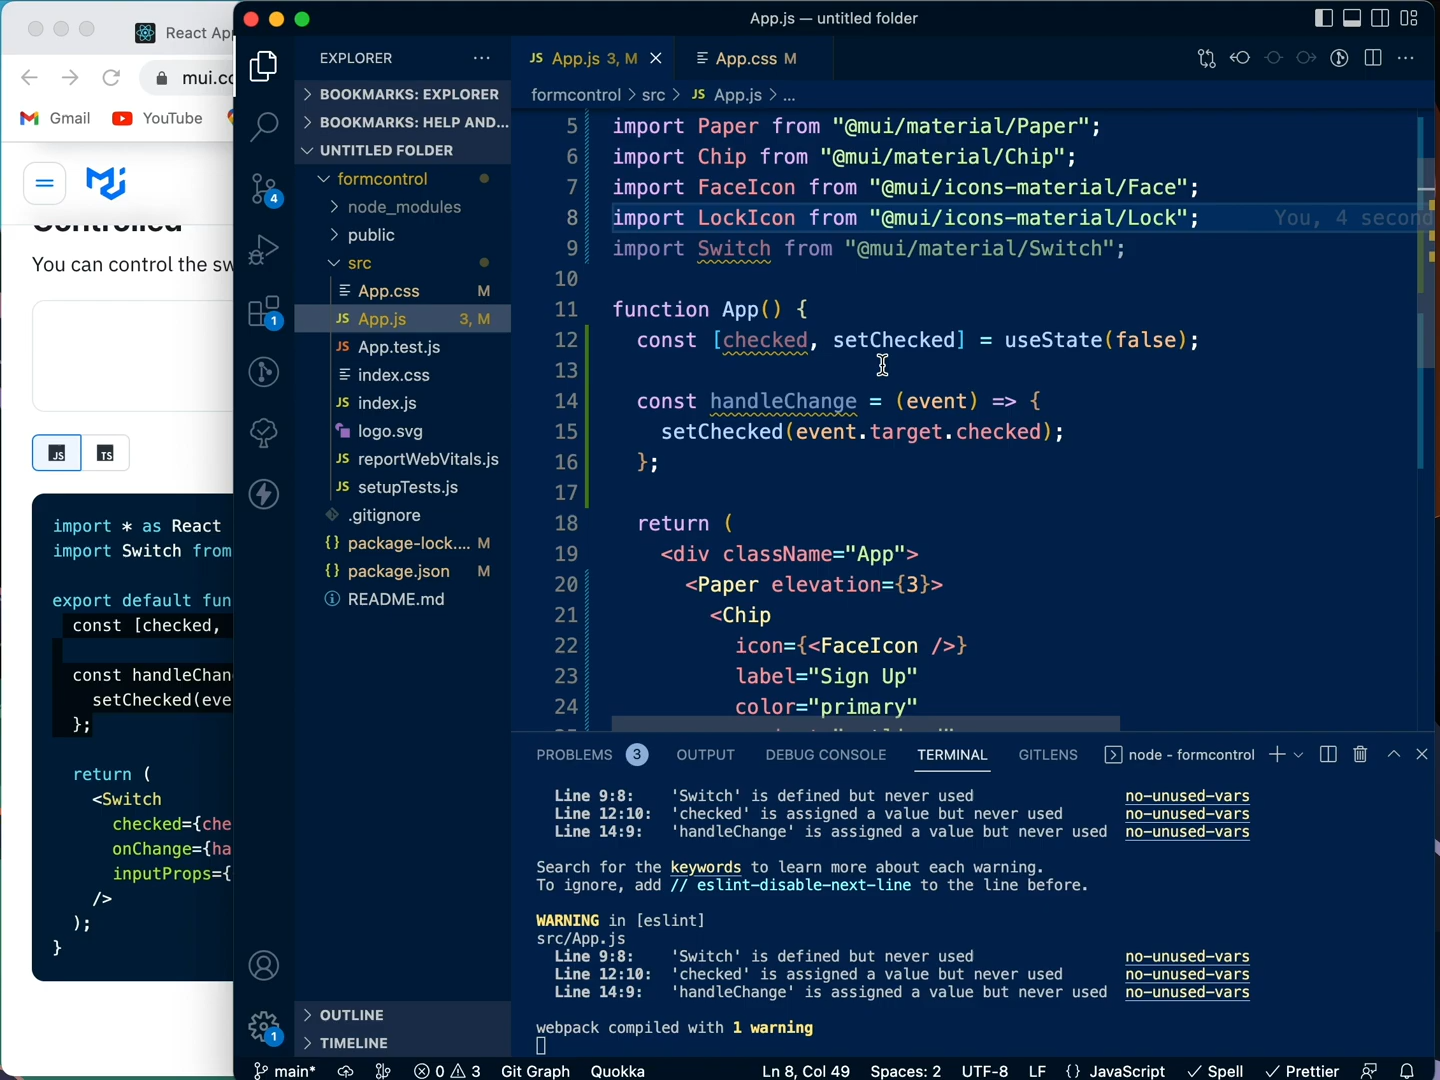 React Ap
App.js — untitled folder
mui.c
Gmail
YouTube
Controlled
You can control the sw
JS
TS
import * as React
import Switch from
export default fun
const [checked,
const handleChan
setChecked(eve
};
return (
<Switch
checked={che
onChange={ha
inputProps={
/>
);
}
EXPLORER
BOOKMARKS: EXPLORER
BOOKMARKS: HELP AND...
UNTITLED FOLDER
formcontrol
node_modules
public
src
App.css M
JS App.js 3, M
JS App.test.js
index.css
JS index.js
logo.svg
JS reportWebVitals.js
JS setupTests.js
.gitignore
{} package-lock.... M
{} package.json M
README.md
OUTLINE
TIMELINE
4
1
1
JS App.js 3, M
App.css M
formcontrol > src > JS App.js > ...
5 import Paper from "@mui/material/Paper";
6 import Chip from "@mui/material/Chip";
7 import FaceIcon from "@mui/icons-material/Face";
8 import LockIcon from "@mui/icons-material/Lock"; You, 4 second
9 import Switch from "@mui/material/Switch";
10
11 function App() {
12 const [checked, setChecked] = useState(false);
13
14 const handleChange = (event) => {
15 setChecked(event.target.checked);
16 };
17
18 return (
19 <div className="App">
20 <Paper elevation={3}>
21 <Chip
22 icon={<FaceIcon />}
23 label="Sign Up"
24 color="primary"
PROBLEMS 3 OUTPUT DEBUG CONSOLE TERMINAL GITLENS node - formcontrol
Line 9:8: 'Switch' is defined but never used no-unused-vars
Line 12:10: 'checked' is assigned a value but never used no-unused-vars
Line 14:9: 'handleChange' is assigned a value but never used no-unused-vars
Search for the keywords to learn more about each warning.
To ignore, add // eslint-disable-next-line to the line before.
WARNING in [eslint]
src/App.js
Line 9:8: 'Switch' is defined but never used no-unused-vars
Line 12:10: 'checked' is assigned a value but never used no-unused-vars
Line 14:9: 'handleChange' is assigned a value but never used no-unused-vars
webpack compiled with 1 warning
main* 0 3 Git Graph Quokka Ln 8, Col 49 Spaces: 2 UTF-8 LF {} JavaScript Spell Prettier